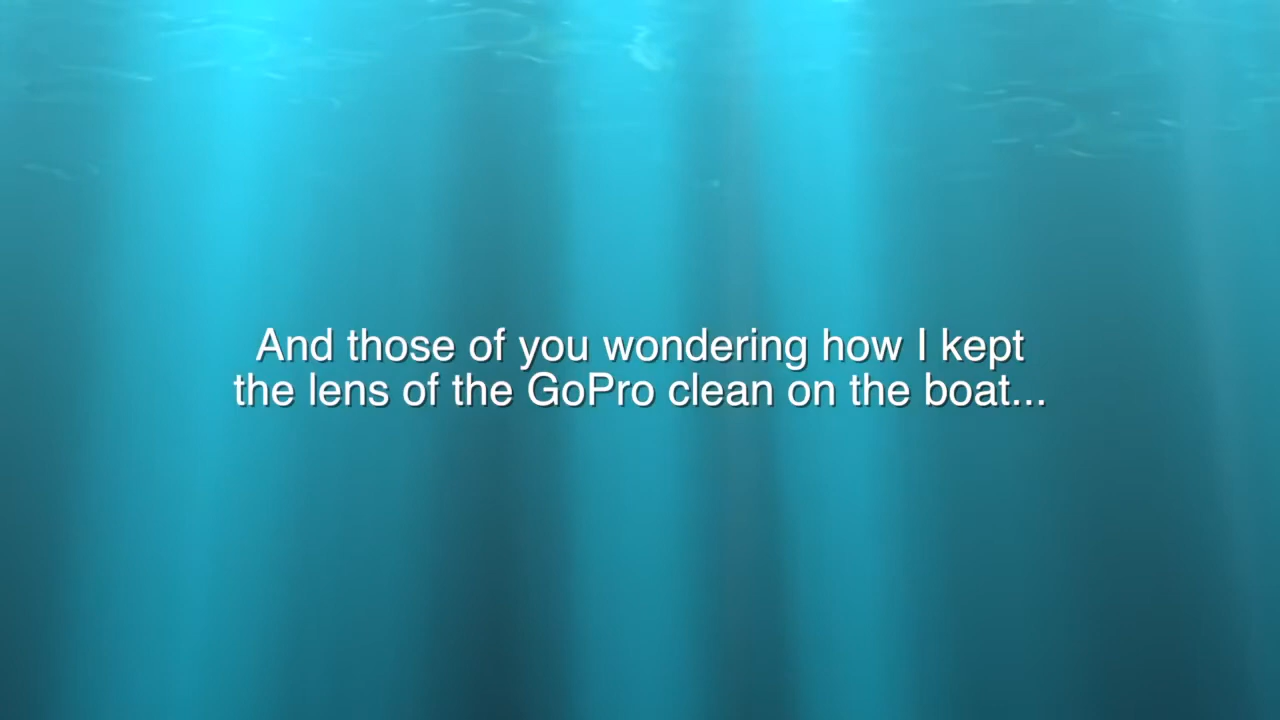 And those of you wondering how I kept
the lens of the GoPro clean on the boat...